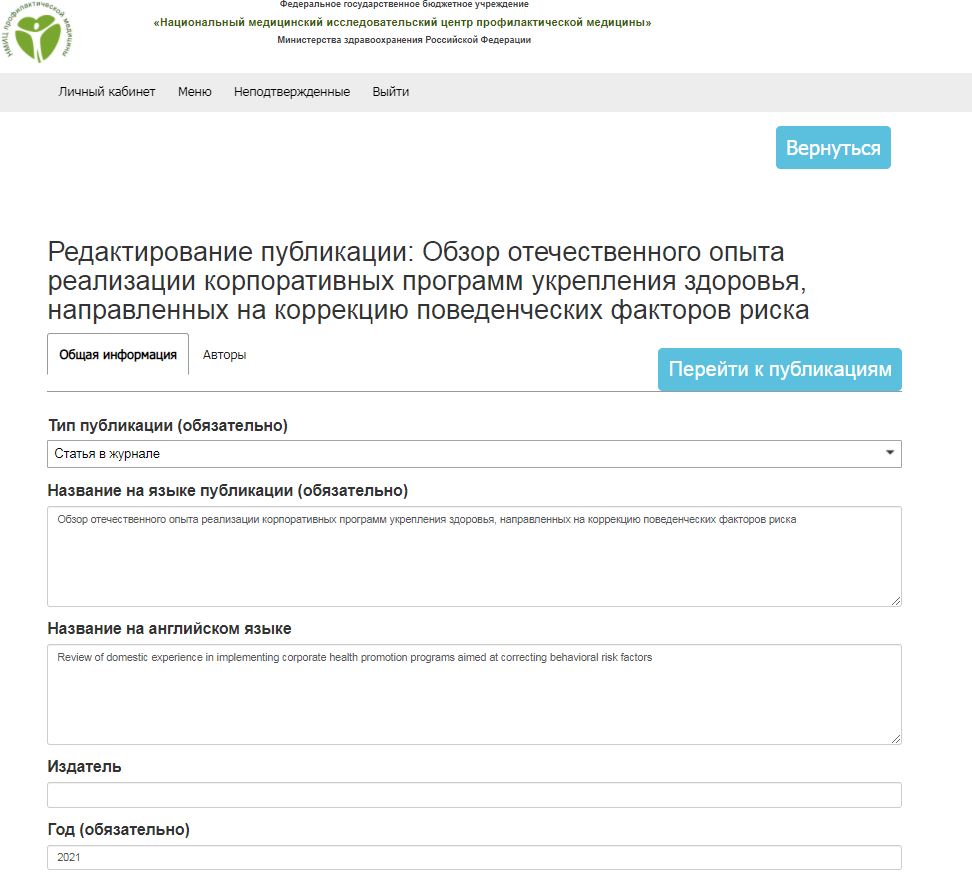 Федеральное государственное бюджетное учреждение
«Национальный медицинский исследовательский центр профилактической медицины»
Министерства здравоохранения Российской Федерации
НМИЦ профилактической медицины
Личный кабинет Меню Неподтвержденные Выйти
Вернуться
Редактирование публикации: Обзор отечественного опыта
реализации корпоративных программ укрепления здоровья,
направленных на коррекцию поведенческих факторов риска
Общая информация Авторы
Перейти к публикациям
Тип публикации (обязательно)
Статья в журнале
Название на языке публикации (обязательно)
Обзор отечественного опыта реализации корпоративных программ укрепления здоровья, направленных на коррекцию поведенческих факторов риска
Название на английском языке
Review of domestic experience in implementing corporate health promotion programs aimed at correcting behavioral risk factors
Издатель
Год (обязательно)
2021